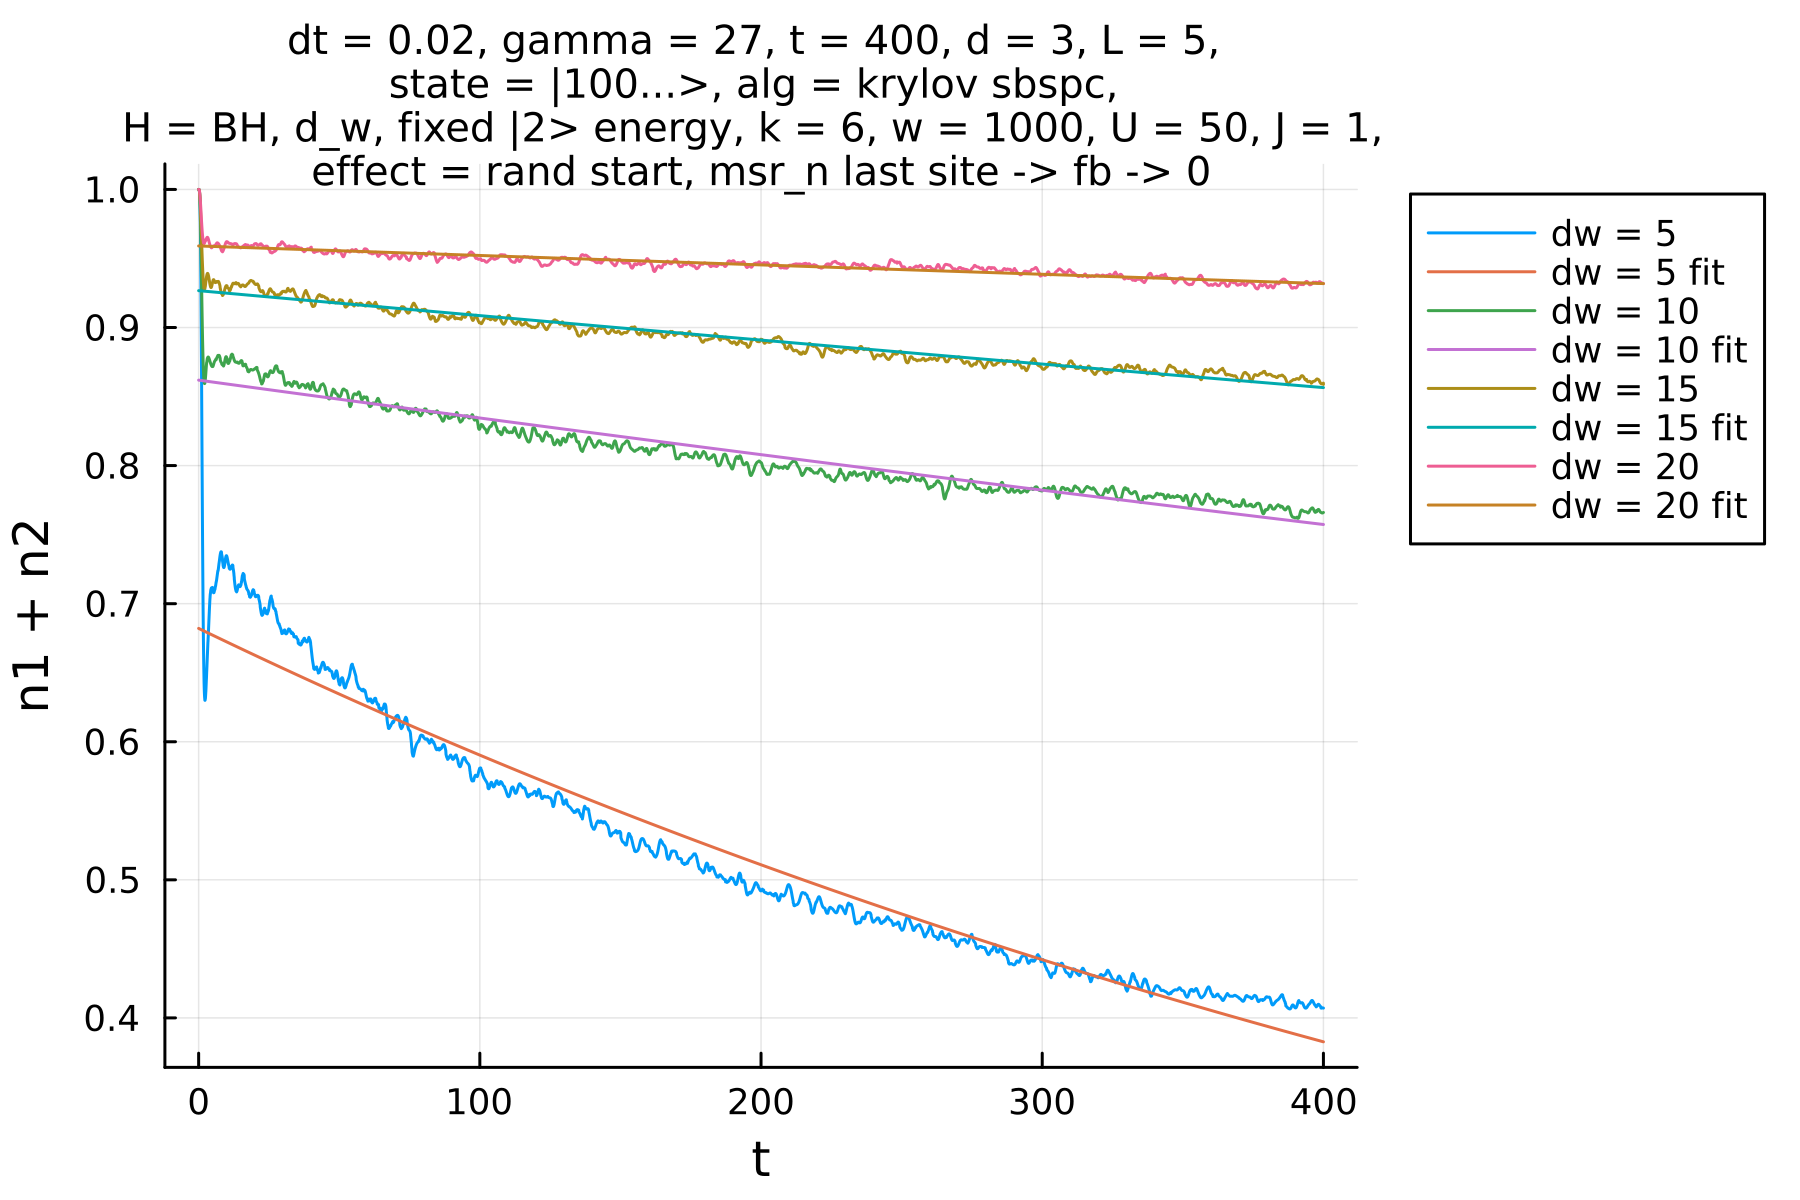 dt = 0.02, gamma = 27, t = 400, d = 3, L = 5,
state = |100...>, alg = krylov sbspc,
H = BH, d_w, fixed |2> energy, k = 6, w = 1000, U = 50, J = 1,
effect = rand start, msr_n last site -> fb -> 0
n1 + n2
1.0
0.9
0.8
0.7
0.6
0.5
0.4
0
100
200
300
400
t
dw = 5
dw = 5 fit
dw = 10
dw = 10 fit
dw = 15
dw = 15 fit
dw = 20
dw = 20 fit